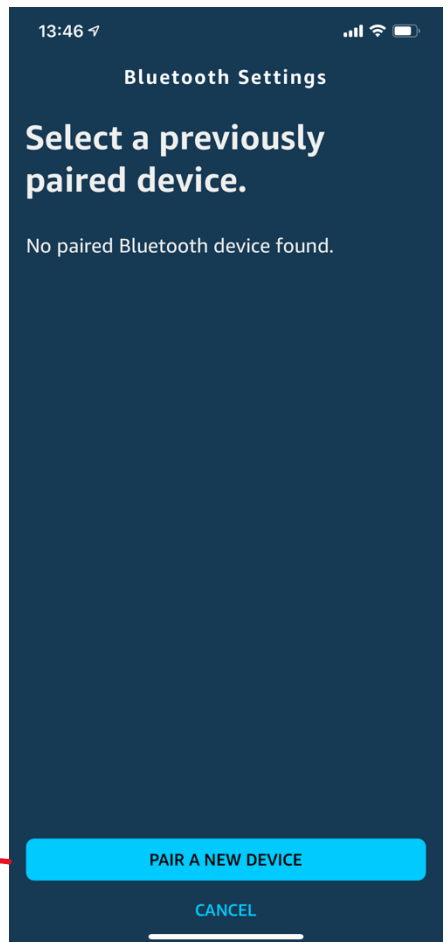 13:46
Bluetooth Settings
Select a previously
paired device.
No paired Bluetooth device found.
PAIR A NEW DEVICE
CANCEL